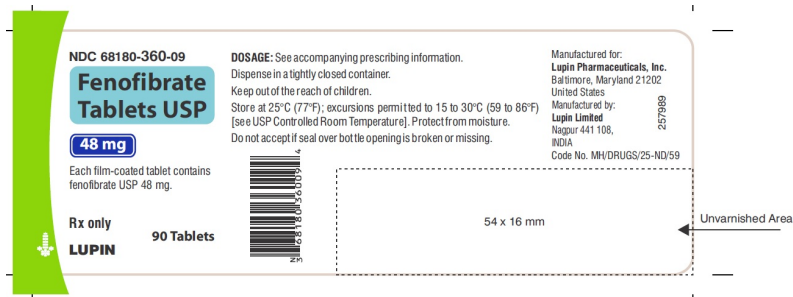 NDC 68180-360-09
Fenofibrate
Tablets USP
48 mg
Each film-coated tablet contains
fenofibrate USP 48 mg.
Rx only
90 Tablets
LUPIN
DOSAGE: See accompanying prescribing information.
Dispense in a tightly closed container.
Keep out of the reach of children.
Store at 25°C (77°F); excursions permitted to 15 to 30°C (59 to 86°F)
[see USP Controlled Room Temperature]. Protect from moisture.
Do not accept if seal over bottle opening is broken or missing.
N 3 68180 36009 4
Manufactured for:
Lupin Pharmaceuticals, Inc.
Baltimore, Maryland 21202
United States
Manufactured by:
Lupin Limited
Nagpur 441 108,
INDIA
Code No. MH/DRUGS/25-ND/59
257989
54 x 16 mm
Unvarnished Area